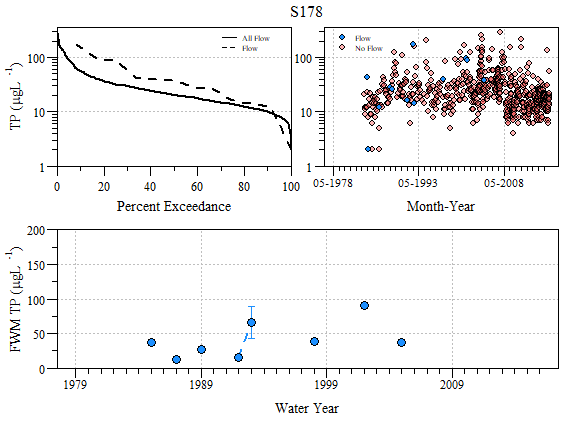 S178
All Flow
Flow
100
10
1
TP (µgL⁻¹)
0 20 40 60 80 100
Percent Exceedance
Flow
No Flow
100
10
1
05-1978 05-1993 05-2008
Month-Year
200
150
100
50
0
FWM TP (µgL⁻¹)
1979 1989 1999 2009
Water Year